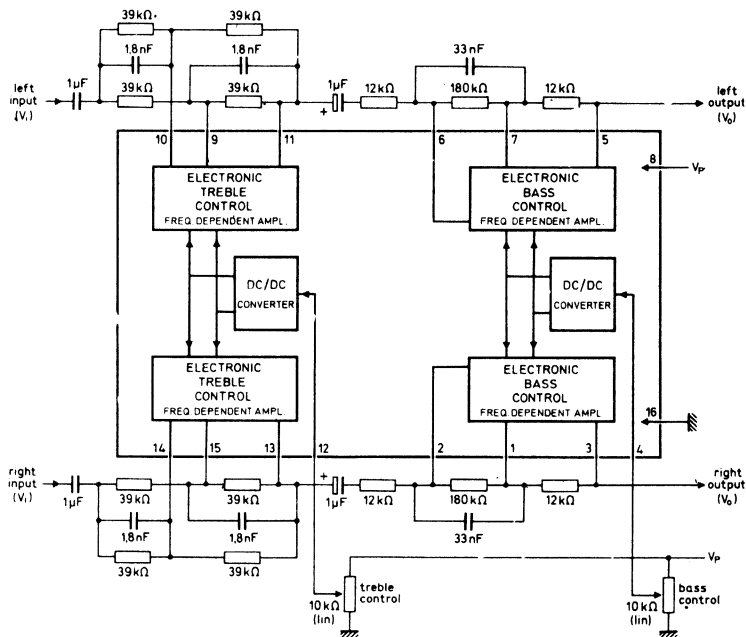 39kΩ 39kΩ
1,8nF 1,8nF
1µF 39kΩ 39kΩ
left
input
(Vi)
33nF
1µF 12kΩ 180kΩ 12kΩ
+
left
output
(Vo)
10 9 11 6 7 5
8 Vp
ELECTRONIC
TREBLE
CONTROL
FREQ. DEPENDENT AMPL.
ELECTRONIC
BASS
CONTROL
FREQ. DEPENDENT AMPL.
DC/DC
CONVERTER
DC/DC
CONVERTER
ELECTRONIC
TREBLE
CONTROL
FREQ. DEPENDENT AMPL.
ELECTRONIC
BASS
CONTROL
FREQ. DEPENDENT AMPL
16
14 15 13 12 2 1 3 4
right
input
(Vi)
1µF 39kΩ 39kΩ
1,8nF 1,8nF
39kΩ 39kΩ
+
1µF 12kΩ 180kΩ 12kΩ
33nF
right
output
(Vo)
Vp
10kΩ
(lin)
treble
control
10kΩ
(lin)
bass
control